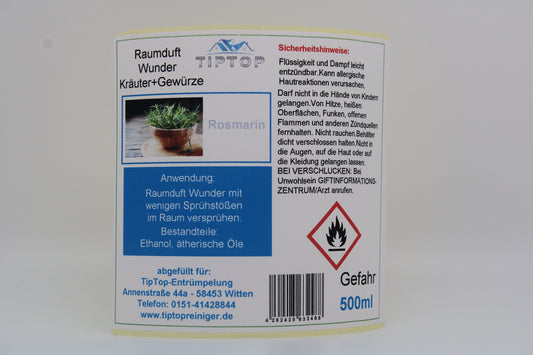 Raumduft
Wunder
Kräuter+Gewürze
TIPTOP
Rosmarin
Anwendung:
Raumduft Wunder mit
wenigen Sprühstößen
im Raum versprühen.
Bestandteile:
Ethanol, ätherische Öle
abgefüllt für:
TipTop-Entrümpelung
Annenstraße 44a - 58453 Witten
Telefon: 0151-41428844
www.tiptopreiniger.de
Sicherheitshinweise:
Flüssigkeit und Dampf leicht
entzündbar.Kann allergische
Hautreaktionen verursachen.
Darf nicht in die Hände von Kindern
gelangen.Von Hitze, heißen
Oberflächen, Funken, offenen
Flammen und anderen Zündquellen
fernhalten. Nicht rauchen.Behälter
dicht verschlossen halten.Nicht in
die Augen, auf die Haut oder auf
die Kleidung gelangen lassen.
BEI VERSCHLUCKEN: Bei
Unwohlsein GIFTINFORMATIONS-
ZENTRUM/Arzt anrufen.
Gefahr
500ml